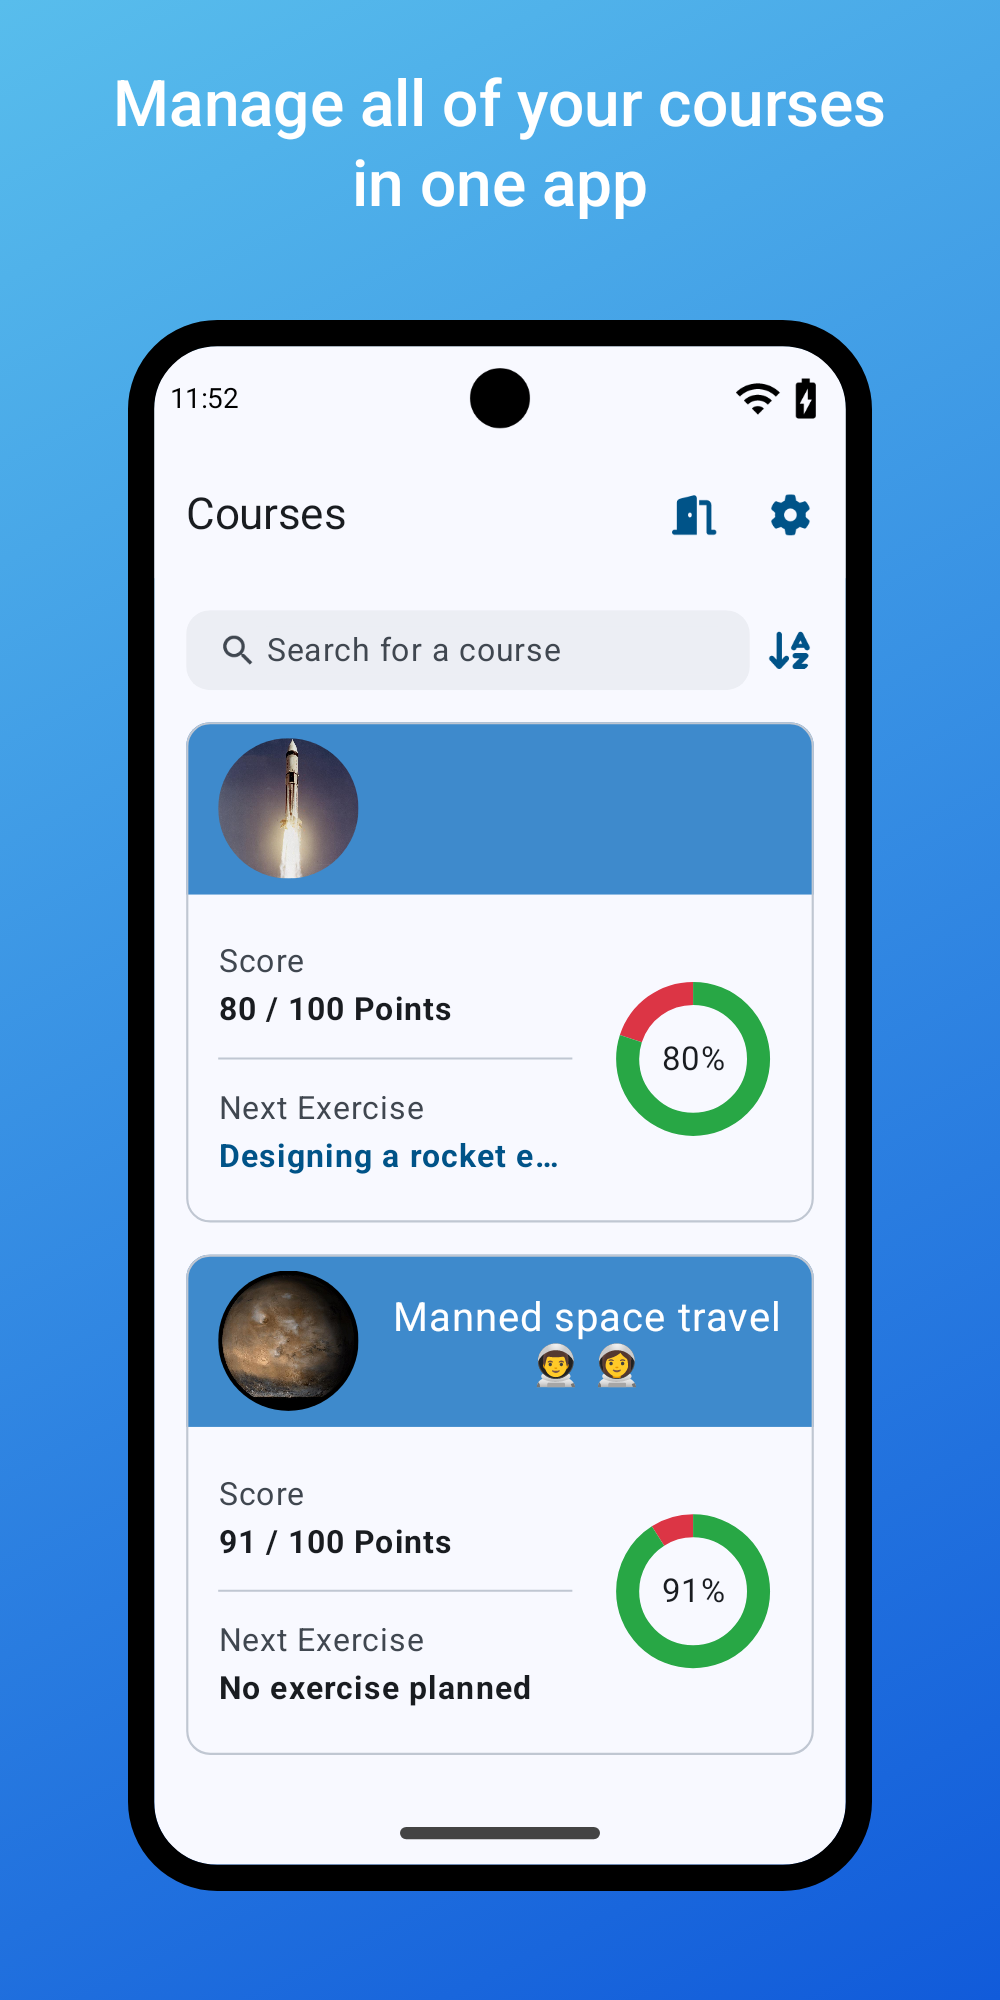 Manage all of your courses
in one app
11:52
Courses
Search for a course
Score
80 / 100 Points
80%
Next Exercise
Designing a rocket e...
Manned space travel
👨‍🚀 👩‍🚀
Score
91 / 100 Points
91%
Next Exercise
No exercise planned